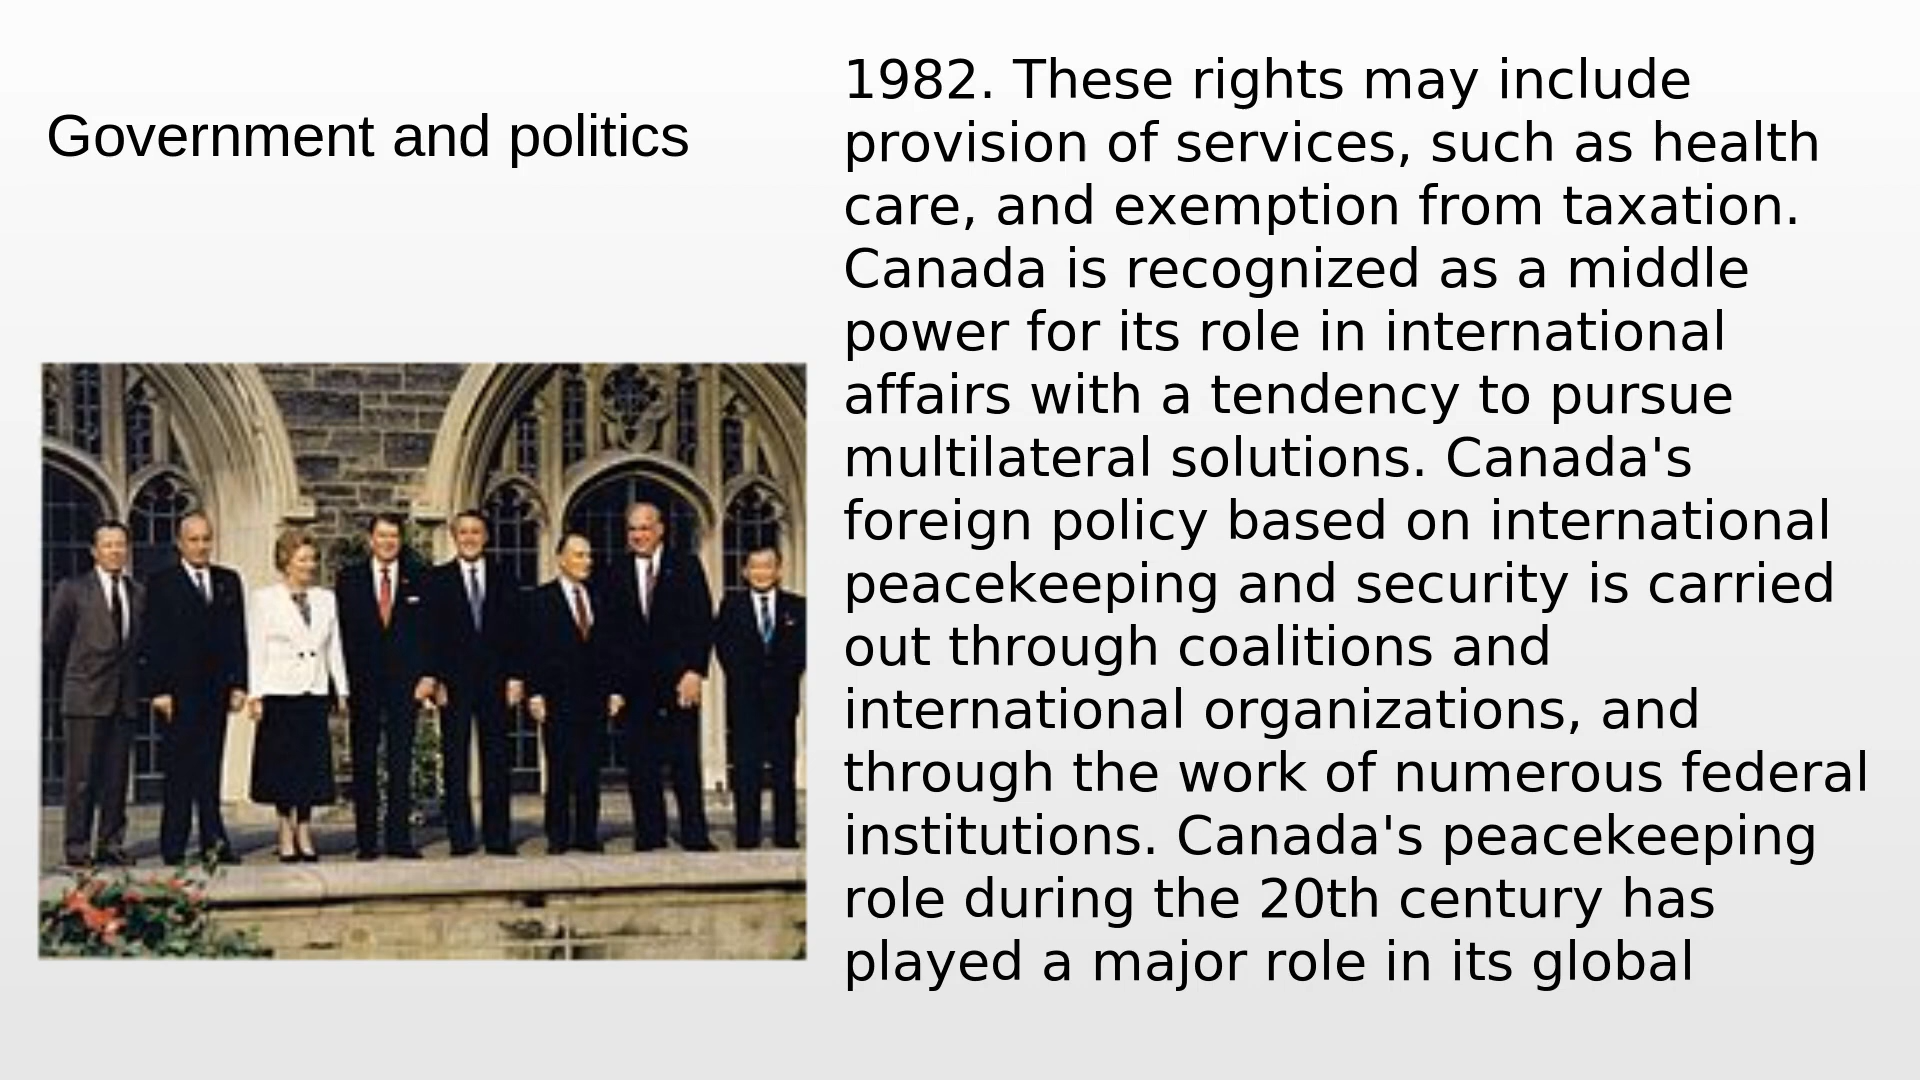 Government and politics
1982. These rights may include
provision of services, such as health
care, and exemption from taxation.
Canada is recognized as a middle
power for its role in international
affairs with a tendency to pursue
multilateral solutions. Canada's
foreign policy based on international
peacekeeping and security is carried
out through coalitions and
international organizations, and
through the work of numerous federal
institutions. Canada's peacekeeping
role during the 20th century has
played a major role in its global